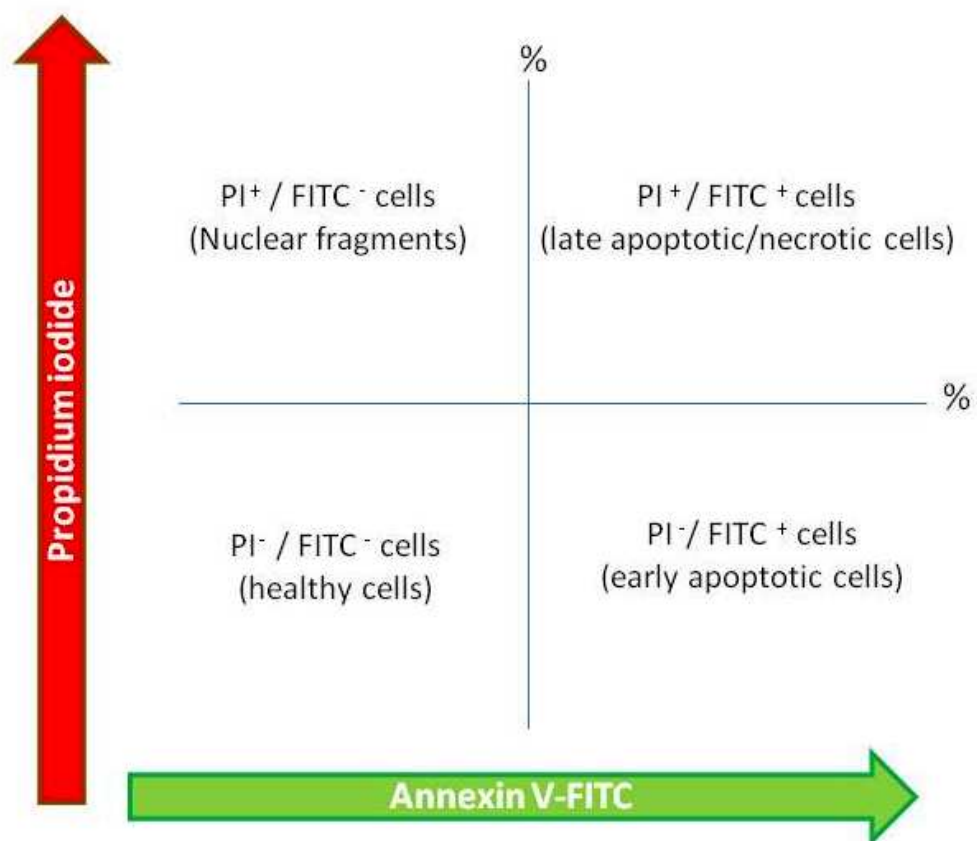 %
PI⁺ / FITC ⁻ cells
(Nuclear fragments)
PI⁺ / FITC ⁺ cells
(late apoptotic/necrotic cells)
Propidium iodide
%
PI⁻ / FITC ⁻ cells
(healthy cells)
PI⁻/ FITC ⁺ cells
(early apoptotic cells)
Annexin V-FITC